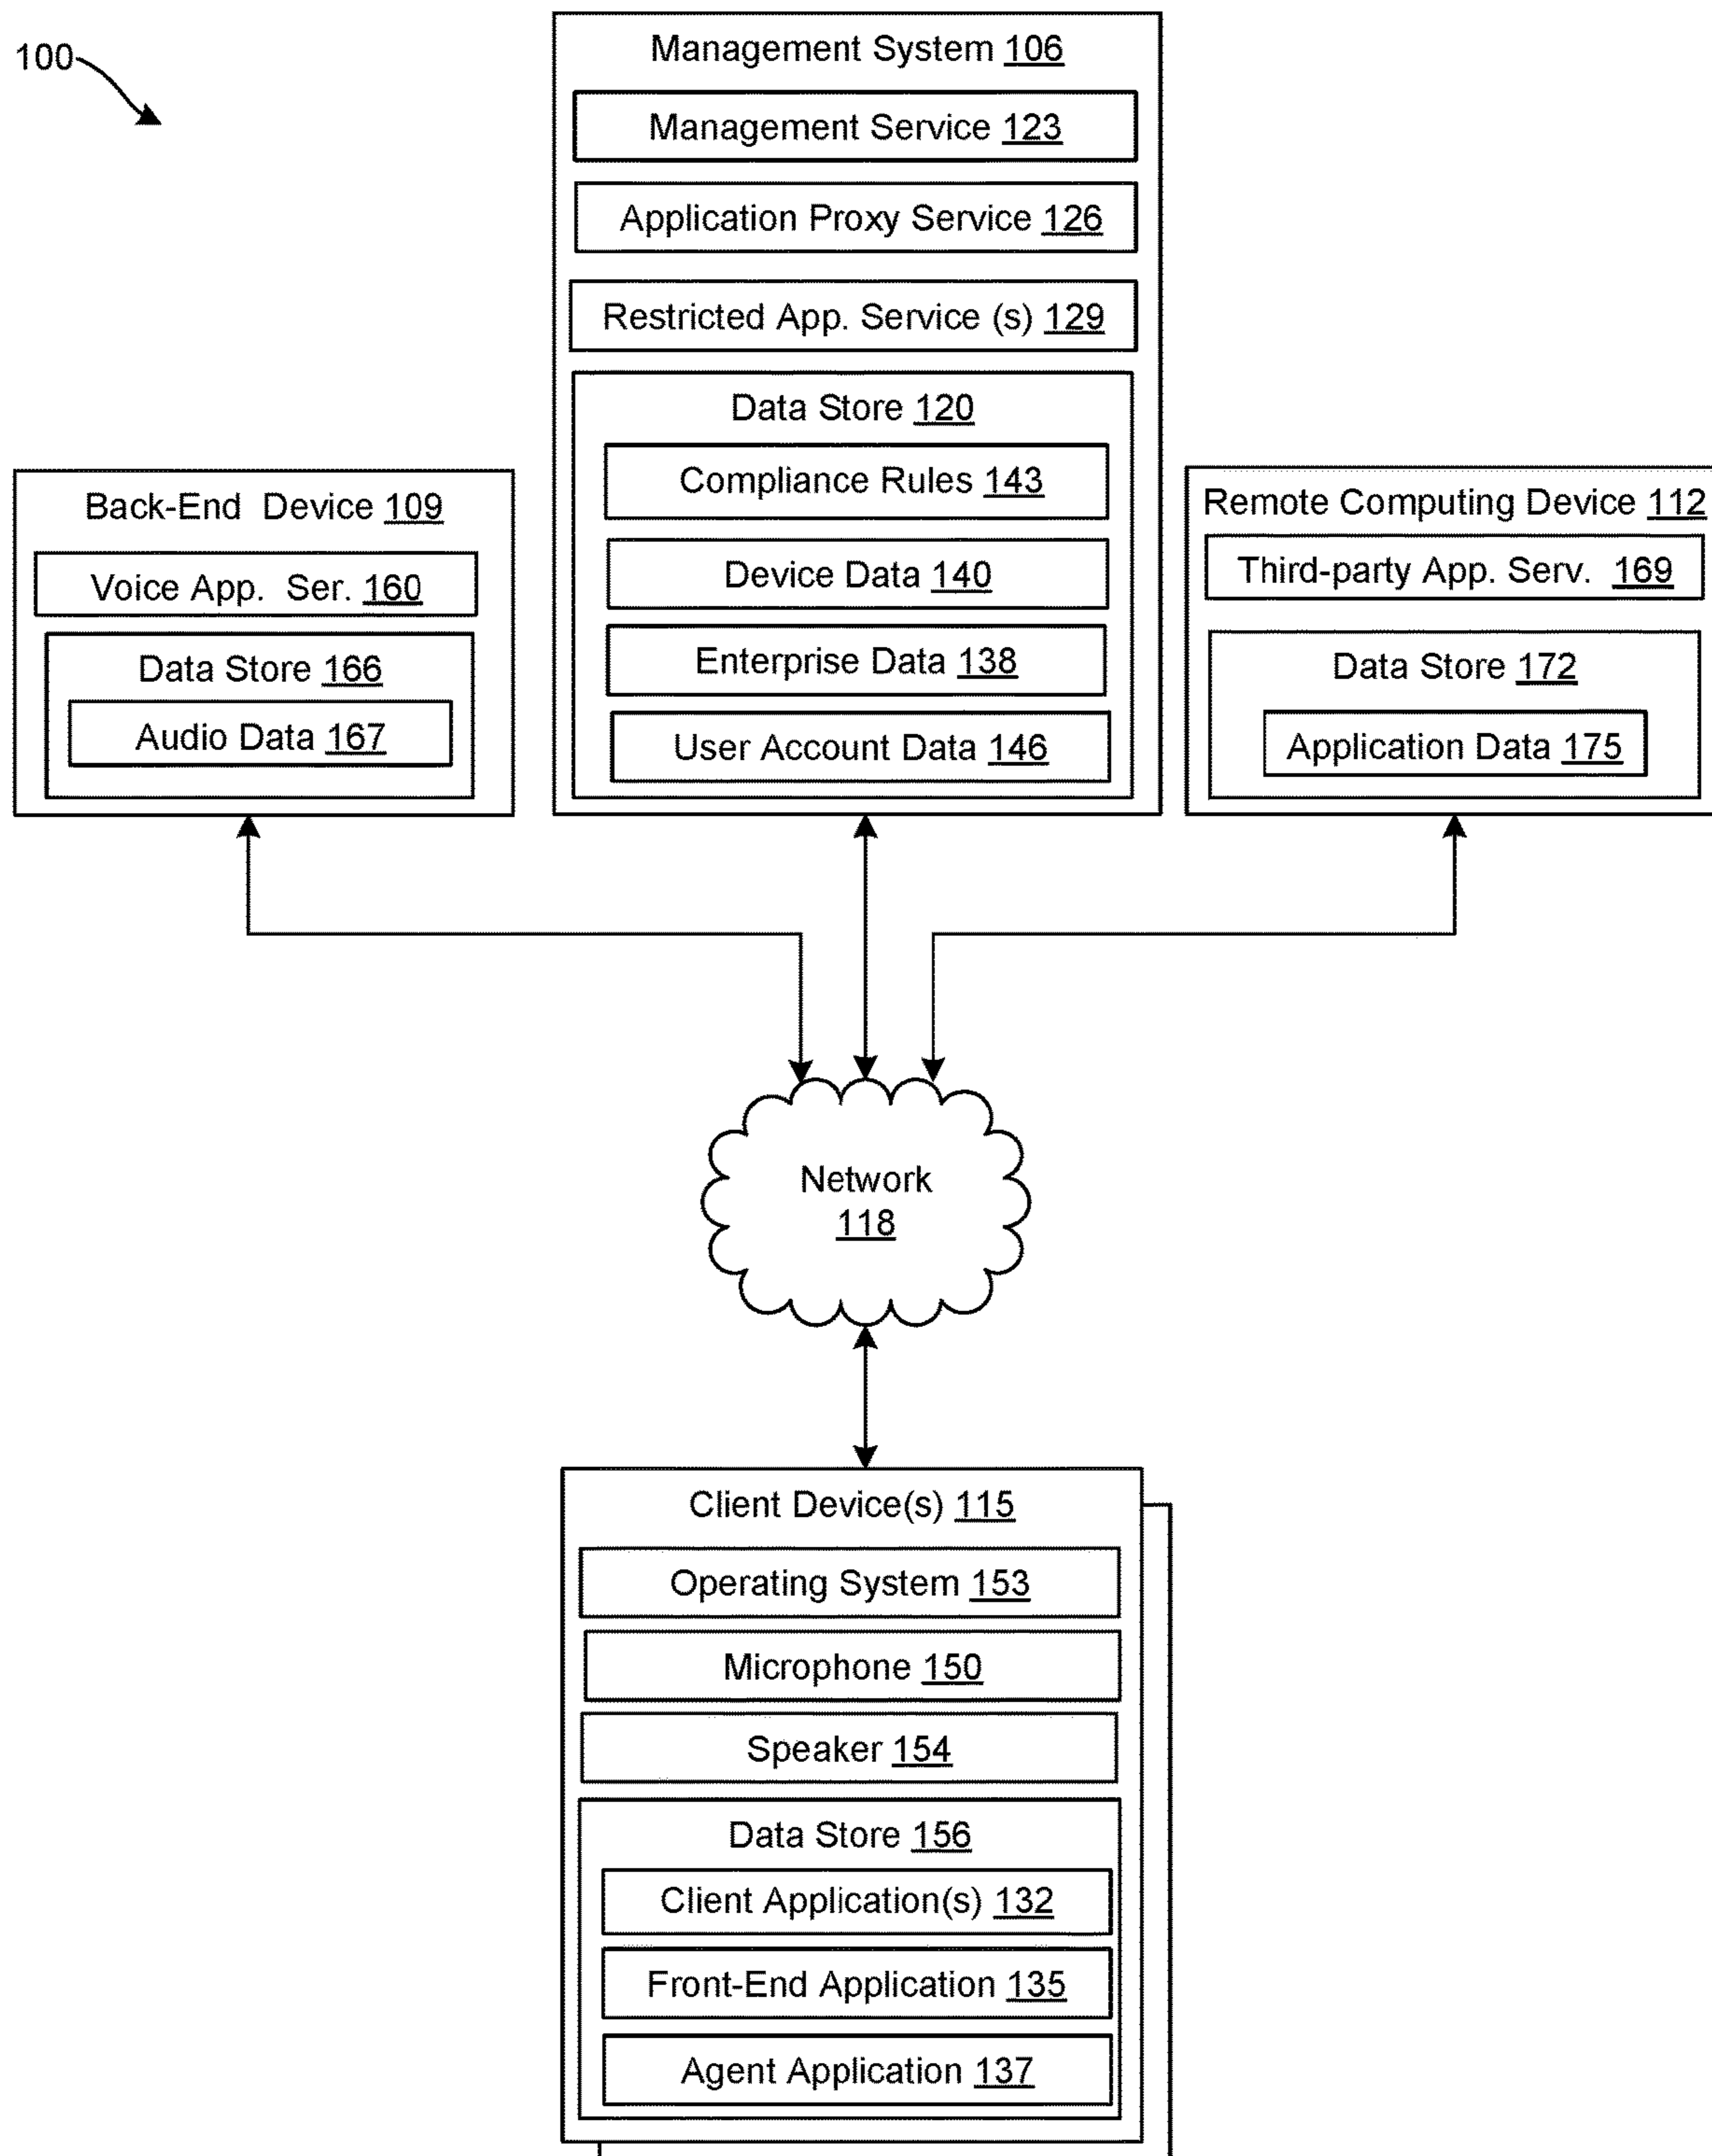 100
Management System 106
Management Service 123
Application Proxy Service 126
Restricted App. Service (s) 129
Data Store 120
Compliance Rules 143
Device Data 140
Enterprise Data 138
User Account Data 146
Back-End Device 109
Voice App. Ser. 160
Data Store 166
Audio Data 167
Remote Computing Device 112
Third-party App. Serv. 169
Data Store 172
Application Data 175
Network
118
Client Device(s) 115
Operating System 153
Microphone 150
Speaker 154
Data Store 156
Client Application(s) 132
Front-End Application 135
Agent Application 137